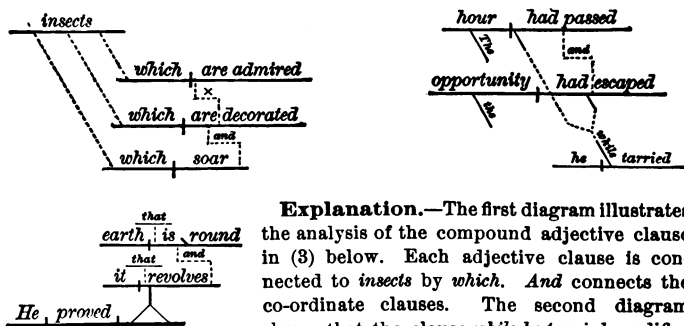 insects
which are admired
×
which are decorated
and
which soar
hour had passed
The
and
opportunity had escaped
the
while
he tarried
that
earth is round
and
that
it revolves
He proved
Explanation.—The first diagram illustrates
the analysis of the compound adjective clause
in (3) below. Each adjective clause is con
nected to insects by which. And connects the
co-ordinate clauses. The second diagram